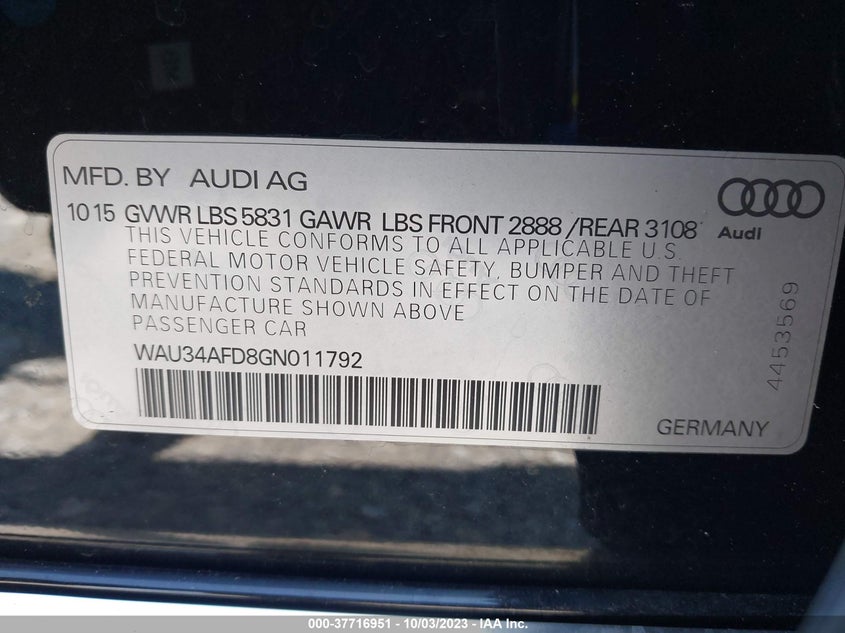 MFD. BY AUDI AG
10 15 GVWR LBS 5831 GAWR LBS FRONT 2888 /REAR 3108
Audi
THIS VEHICLE CONFORMS TO ALL APPLICABLE U.S.
FEDERAL MOTOR VEHICLE SAFETY, BUMPER AND THEFT
PREVENTION STANDARDS IN EFFECT ON THE DATE OF
MANUFACTURE SHOWN ABOVE
PASSENGER CAR
WAU34AFD8GN011792
4453569
GERMANY
000-37716951 - 10/03/2023 - IAA Inc.